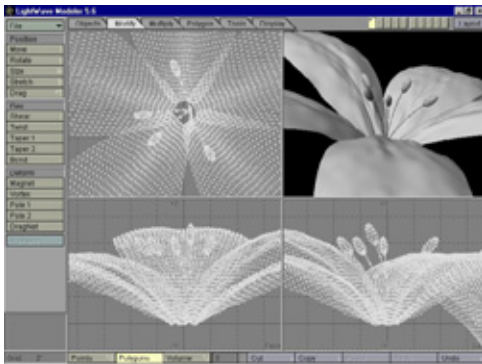 LightWave Modeler 5.6
File
Objects Modify Multiply Polygon Tools Display
Layout
Position
Move
Rotate
Size
Stretch
Drag
Flex
Shear
Twist
Taper 1
Taper 2
Bend
Deform
Magnet
Vortex
Pole 1
Pole 2
DragNet
Grid:
Points Polygons Volume Cut Copy Undo